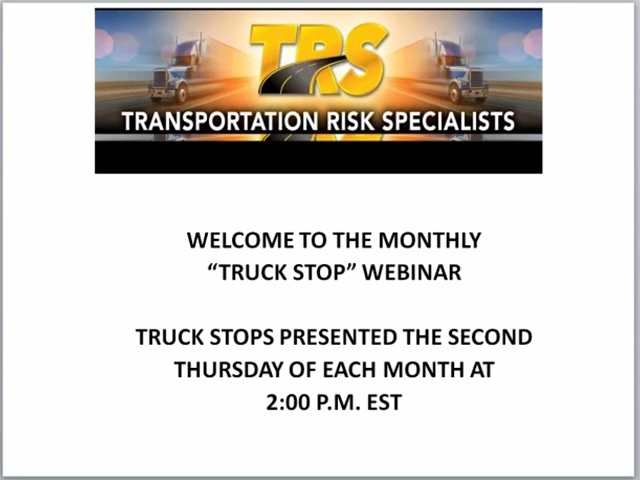 TRS
TRANSPORTATION RISK SPECIALISTS
WELCOME TO THE MONTHLY
“TRUCK STOP” WEBINAR
TRUCK STOPS PRESENTED THE SECOND
THURSDAY OF EACH MONTH AT
2:00 P.M. EST